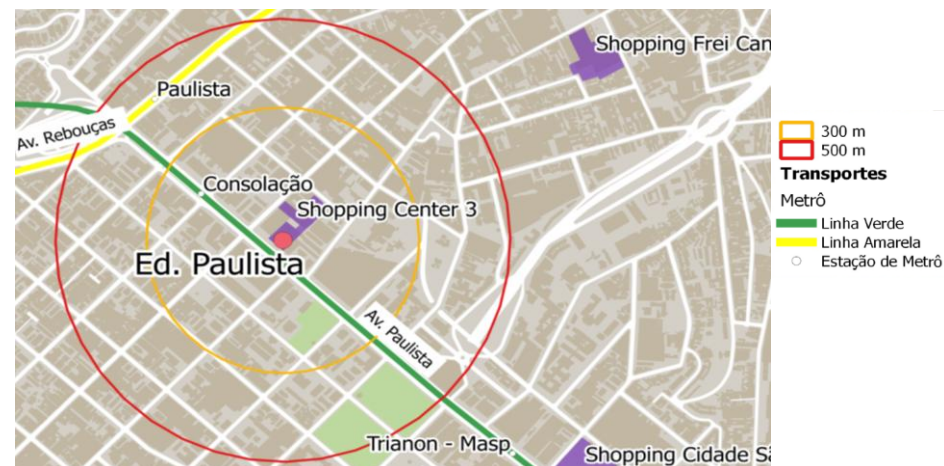 Shopping Frei Can
Paulista
Av. Rebouças
Consolação
Shopping Center 3
Ed. Paulista
Av. Paulista
Trianon - Masp
Shopping Cidade Sã
300 m
500 m
Transportes
Metrô
Linha Verde
Linha Amarela
Estação de Metrô